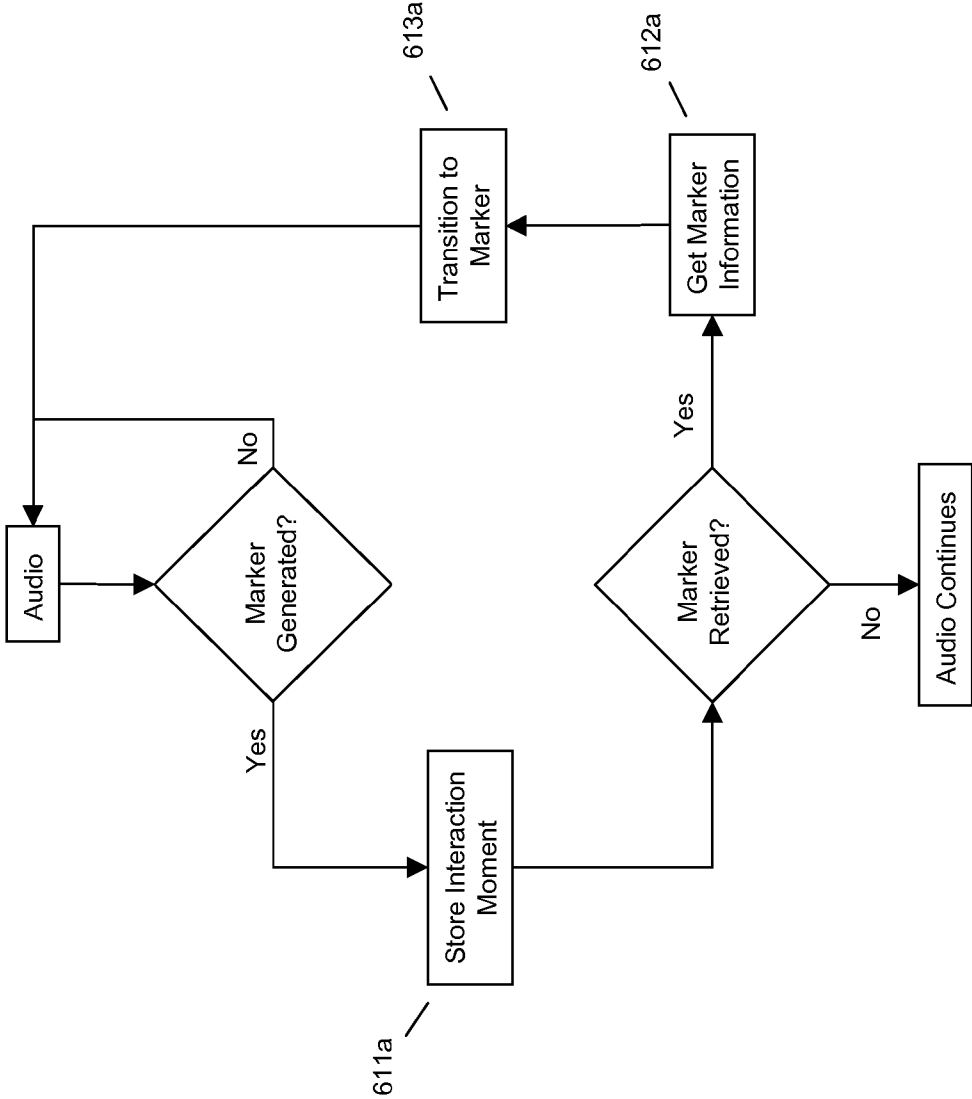 Audio
Marker
Generated?
No
Yes
Store Interaction
Moment
611a
Marker
Retrieved?
No
Audio Continues
Yes
Get Marker
Information
612a
Transition to
Marker
613a